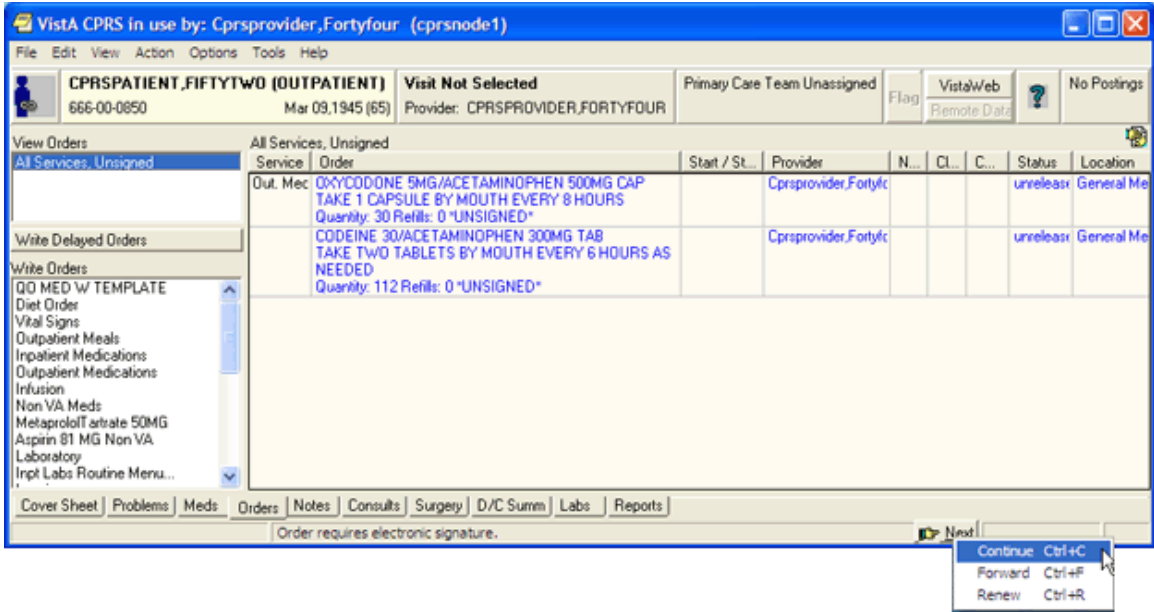 VistA CPRS in use by: Cprsprovider,Fortyfour (cprsnode1)
File Edit View Action Options Tools Help
CPRSPATIENT,FIFTYTWO (OUTPATIENT) Visit Not Selected Primary Care Team Unassigned Flag VistaWeb No Postings
666-00-0850 Mar 09,1945 (65) Provider: CPRSPROVIDER,FORTYFOUR Remote Data ?
View Orders All Services, Unsigned
All Services, Unsigned Service Order Start / St... Provider N... Cl... C... Status Location
Out. Mec OXYCODONE 5MG/ACETAMINOPHEN 500MG CAP Cprsprovider,Fortyfc unrelease General Me
TAKE 1 CAPSULE BY MOUTH EVERY 8 HOURS
Quantity: 30 Refills: 0 *UNSIGNED*
CODEINE 30/ACETAMINOPHEN 300MG TAB Cprsprovider,Fortyfc unrelease General Me
TAKE TWO TABLETS BY MOUTH EVERY 6 HOURS AS
NEEDED
Quantity: 112 Refills: 0 *UNSIGNED*
Write Delayed Orders
Write Orders
QO MED W TEMPLATE
Diet Order
Vital Signs
Outpatient Meals
Inpatient Medications
Outpatient Medications
Infusion
Non VA Meds
MetaprololTartrate 50MG
Aspirin 81 MG Non VA
Laboratory
Inpt Labs Routine Menu...
Cover Sheet Problems Meds Orders Notes Consults Surgery D/C Summ Labs Reports
Order requires electronic signature. Next
Continue Ctrl+C
Forward Ctrl+F
Renew Ctrl+R